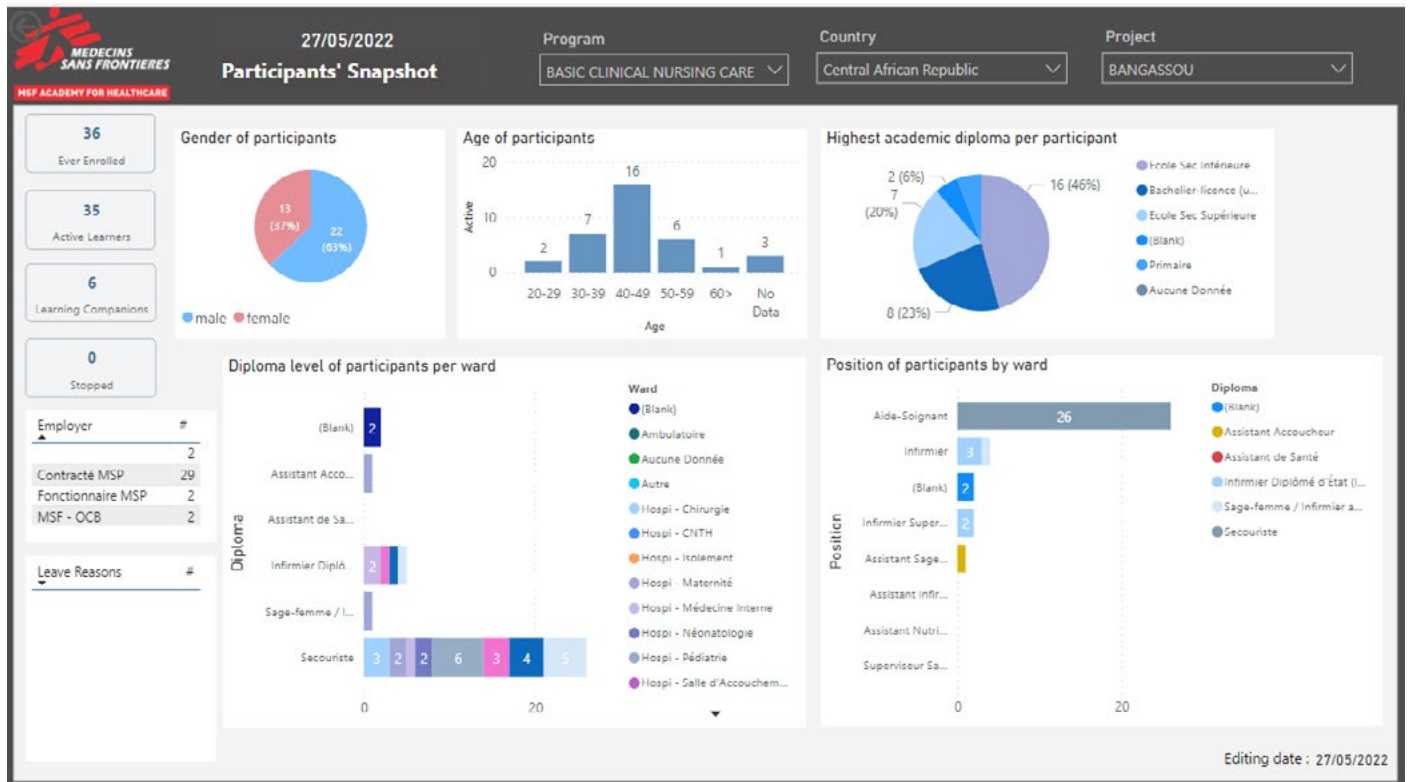 MEDECINS
SANS FRONTIERES
MSF ACADEMY FOR HEALTHCARE
27/05/2022
Participants' Snapshot
Program
BASIC CLINICAL NURSING CARE
Country
Central African Republic
Project
BANGASSOU
36
Ever Enrolled
35
Active Learners
6
Learning Companions
0
Stopped
Employer #
2
Contracté MSP 29
Fonctionnaire MSP 2
MSF - OCB 2
Leave Reasons #
Gender of participants
13
(37%)
22
(63%)
male female
Age of participants
Active
20
10
0
2
7
16
6
1
3
20-29 30-39 40-49 50-59 60> No
Data
Age
Highest academic diploma per participant
2 (6%)
7
(20%)
8 (23%)
16 (46%)
Ecole Sec Inférieure
Bachelier-licence (u...
Ecole Sec Supérieure
(Blank)
Primaire
Aucune Donnée
Diploma level of participants per ward
Diploma
(Blank) 2
Assistant Acco...
Assistant de Sa...
Infirmier Diplô... 2
Sage-femme / I...
Secouriste 3 2 2 6 3 4 5
0 20
Ward
(Blank)
Ambulatoire
Aucune Donnée
Autre
Hospi - Chirurgie
Hospi - CNTH
Hospi - Isolement
Hospi - Maternité
Hospi - Médecine Interne
Hospi - Néonatologie
Hospi - Pédiatrie
Hospi - Salle d'Accouchem...
Position of participants by ward
Position
Aide-Soignant 26
Infirmier 3
(Blank) 2
Infirmier Super... 2
Assistant Sage...
Assistant Infir...
Assistant Nutri...
Superviseur Sa...
0 20
Diploma
(Blank)
Assistant Accoucheur
Assistant de Santé
Infirmier Diplômé d'État (I...
Sage-femme / Infirmier a...
Secouriste
Editing date : 27/05/2022